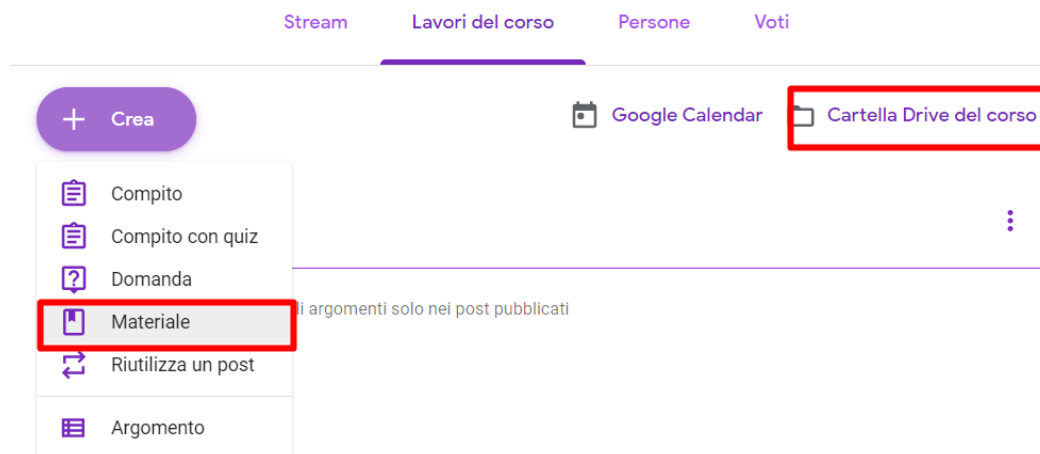 Stream Lavori del corso Persone Voti
Crea Google Calendar Cartella Drive del corso
Compito
Compito con quiz
Domanda
li argomenti solo nei post pubblicati
Materiale
Riutilizza un post
Argomento